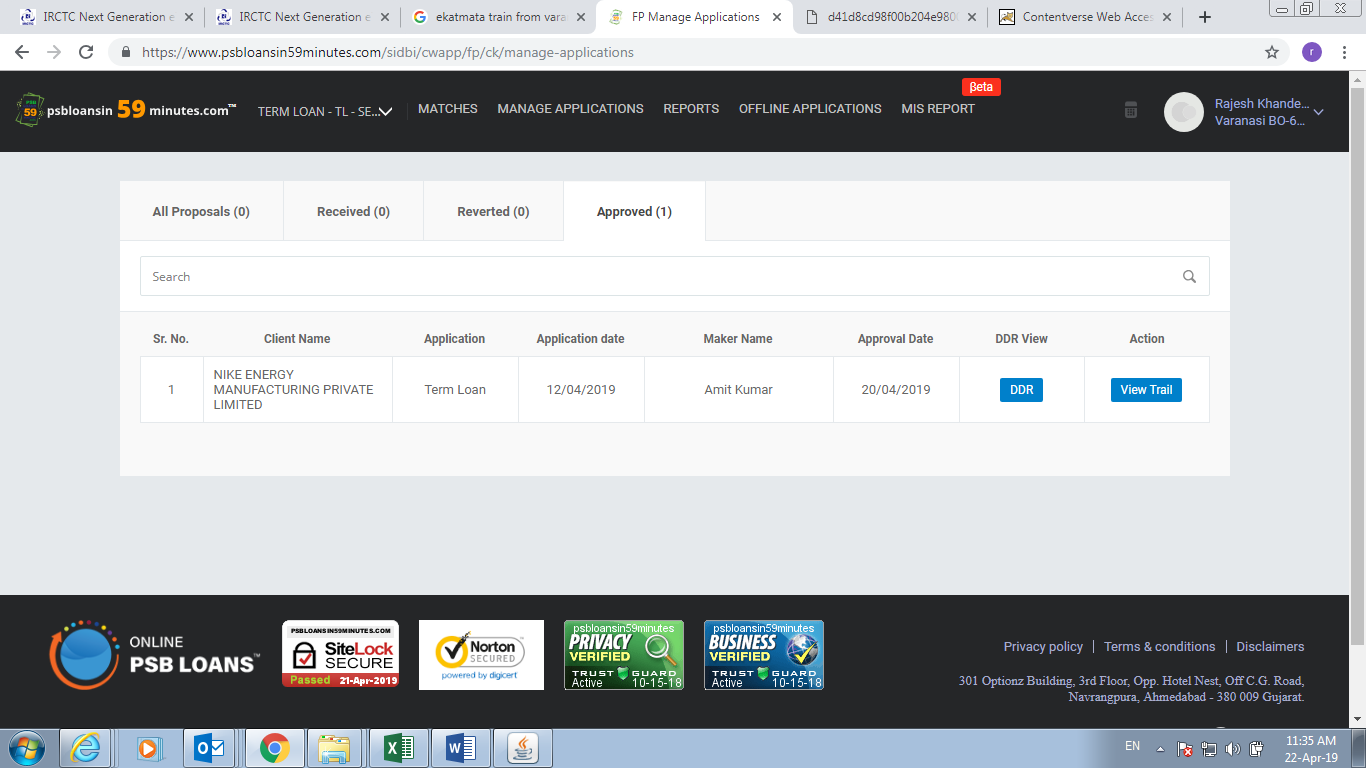 IRCTC Next Generation e
IRCTC Next Generation e
ekatmata train from vara
FP Manage Applications
d41d8cd98f00b204e980
Contentverse Web Acces
https://www.psbloansin59minutes.com/sidbi/cwapp/fp/ck/manage-applications
r
psbloansin 59 minutes.com™
TERM LOAN - TL - SE...
MATCHES
MANAGE APPLICATIONS
REPORTS
OFFLINE APPLICATIONS
MIS REPORT
βeta
Rajesh Khande...
Varanasi BO-6...
All Proposals (0)
Received (0)
Reverted (0)
Approved (1)
Search
Sr. No.
Client Name
Application
Application date
Maker Name
Approval Date
DDR View
Action
1
NIKE ENERGY
MANUFACTURING PRIVATE
LIMITED
Term Loan
12/04/2019
Amit Kumar
20/04/2019
DDR
View Trail
ONLINE
PSB LOANS™
PSBLOANSIN59MINUTES.COM
SiteLock
SECURE
Passed 21-Apr-2019
Norton
SECURED
powered by digicert
psbloansin59minutes
PRIVACY
VERIFIED
TRUST GUARD
Active 10-15-18
psbloansin59minutes
BUSINESS
VERIFIED
TRUST GUARD
Active 10-15-18
Privacy policy
Terms & conditions
Disclaimers
301 Optionz Building, 3rd Floor, Opp. Hotel Nest, Off C.G. Road,
Navrangpura, Ahmedabad - 380 009 Gujarat.
EN
11:35 AM
22-Apr-19